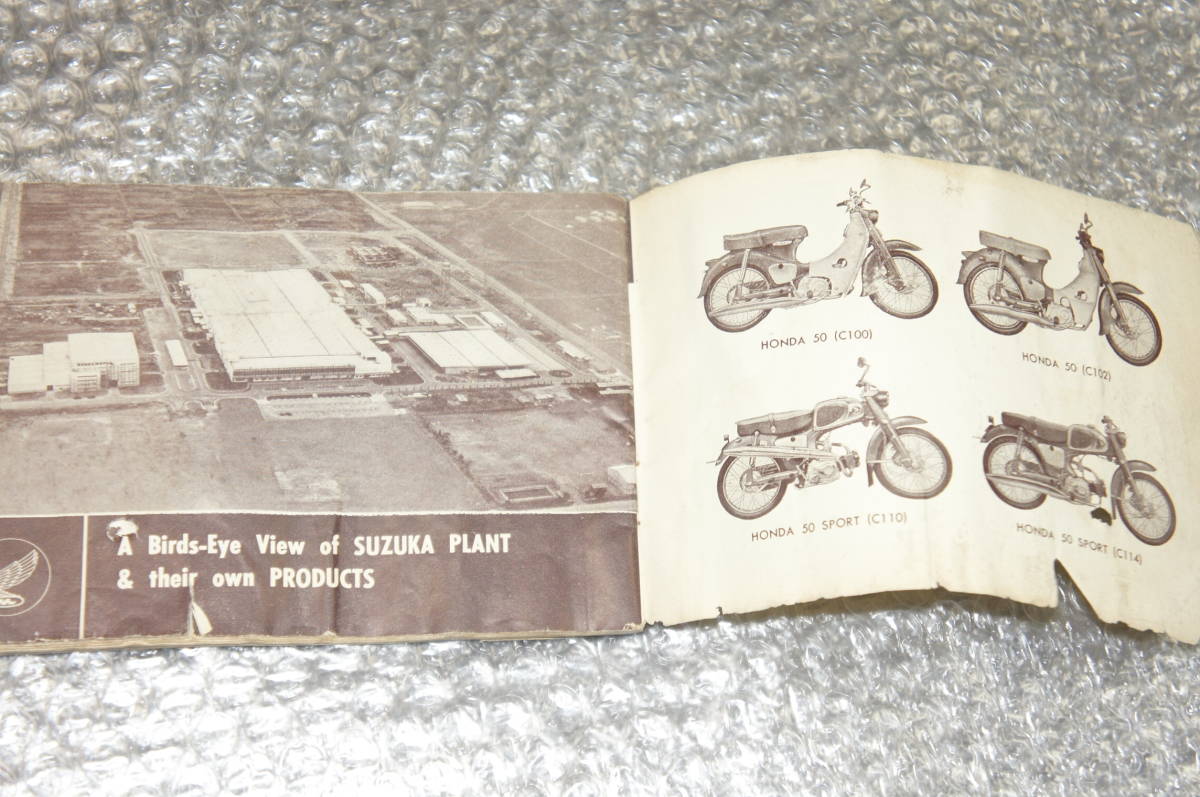 A Birds-Eye View of SUZUKA PLANT
& their own PRODUCTS
HONDA 50 (C100)
HONDA 50 (C102)
HONDA 50 SPORT (C110)
HONDA 50 SPORT (C114)